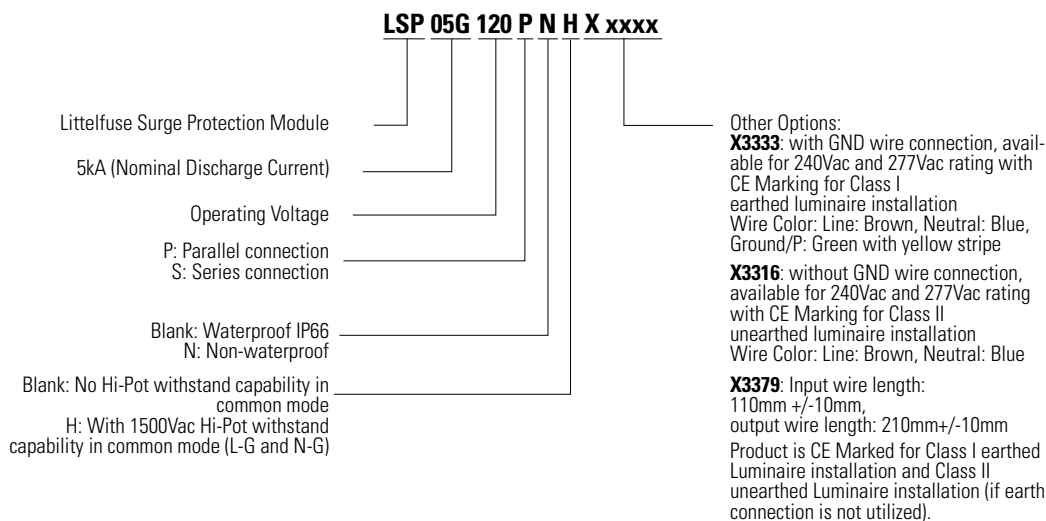 LSP 05G 120 P N H X xxxx
Littelfuse Surge Protection Module
5kA (Nominal Discharge Current)
Operating Voltage
P: Parallel connection
S: Series connection
Blank: Waterproof IP66
N: Non-waterproof
Blank: No Hi-Pot withstand capability in
common mode
H: With 1500Vac Hi-Pot withstand
capability in common mode (L-G and N-G)
Other Options:
X3333: with GND wire connection, avail-
able for 240Vac and 277Vac rating with
CE Marking for Class I
earthed luminaire installation
Wire Color: Line: Brown, Neutral: Blue,
Ground/P: Green with yellow stripe
X3316: without GND wire connection,
available for 240Vac and 277Vac rating
with CE Marking for Class II
unearthed luminaire installation
Wire Color: Line: Brown, Neutral: Blue
X3379: Input wire length:
110mm +/-10mm,
output wire length: 210mm+/-10mm
Product is CE Marked for Class I earthed
Luminaire installation and Class II
unearthed Luminaire installation (if earth
connection is not utilized).